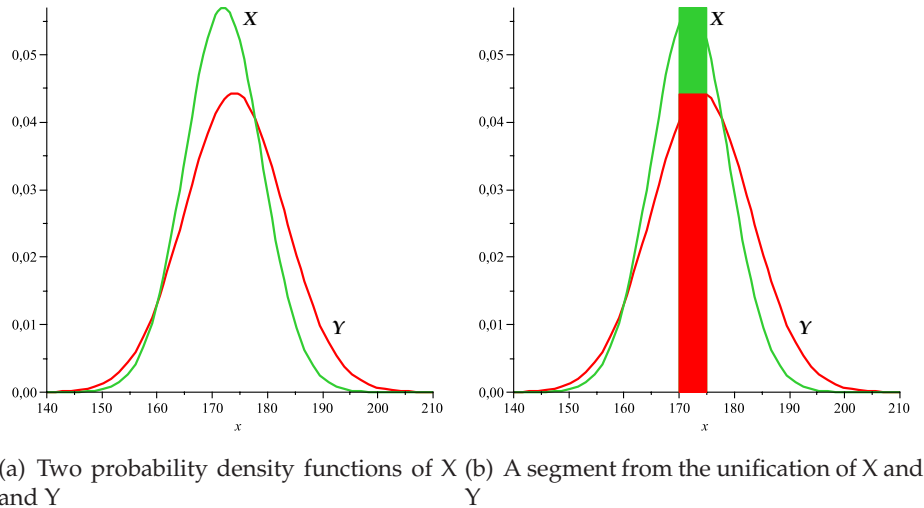 X
0,05
0,04
0,03
0,02
0,01
Y
0,00
140 150 160 170 180 190 200 210
x
X
0,05
0,04
0,03
0,02
0,01
Y
0,00
140 150 160 170 180 190 200 210
x
(a) Two probability density functions of X and Y
(b) A segment from the unification of X and Y